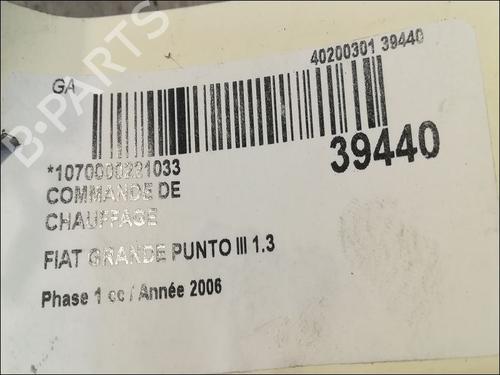 GA
40200301 39440
*1070000231033
39440
COMMANDE DE
CHAUFFAGE
FIAT GRANDE PUNTO III 1.3
Phase 1 cc / Année 2006
B-PARTS